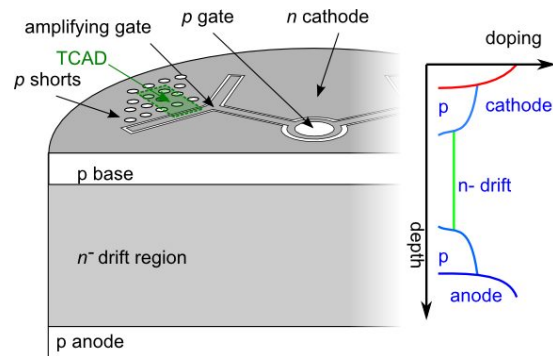 amplifying gate
p gate
n cathode
TCAD
p shorts
p base
n⁻ drift region
p anode
doping
p
cathode
n- drift
depth
p
anode